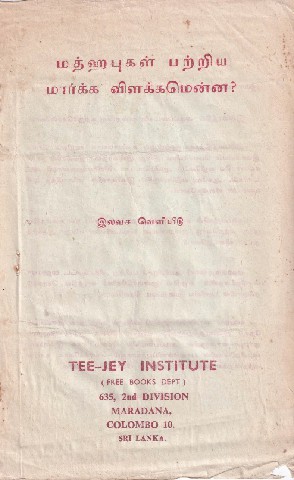 மத்ஹபுகள் பற்றிய
மார்க்க விளக்கமென்ன?
இலவச வெளியீடு
TEE-JEY INSTITUTE
( FREE BOOKS DEPT )
635, 2nd DIVISION
MARADANA,
COLOMBO 10.
SRI LANKA.